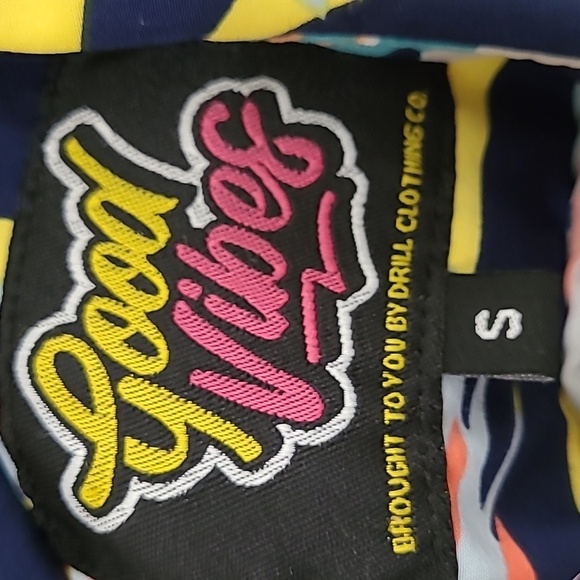 Good
Vibes
BROUGHT TO YOU BY DRILL CLOTHING CO.
S